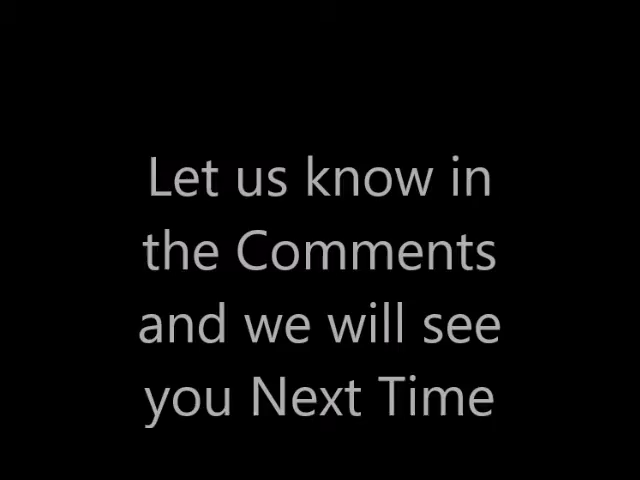 Let us know in
the Comments
and we will see
you Next Time